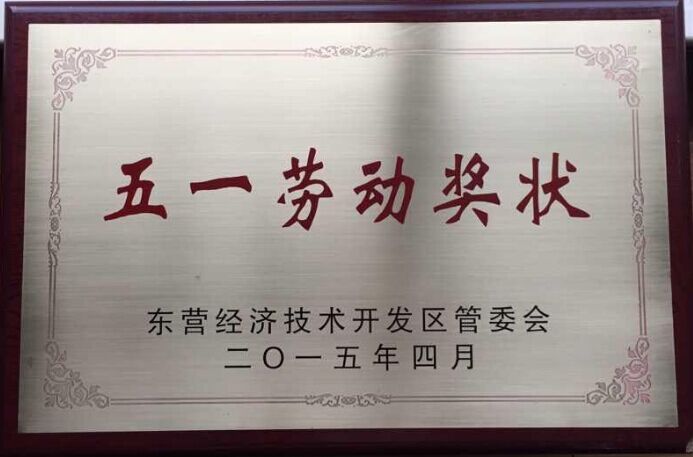 五一劳动奖状
东营经济技术开发区管委会
二〇一五年四月